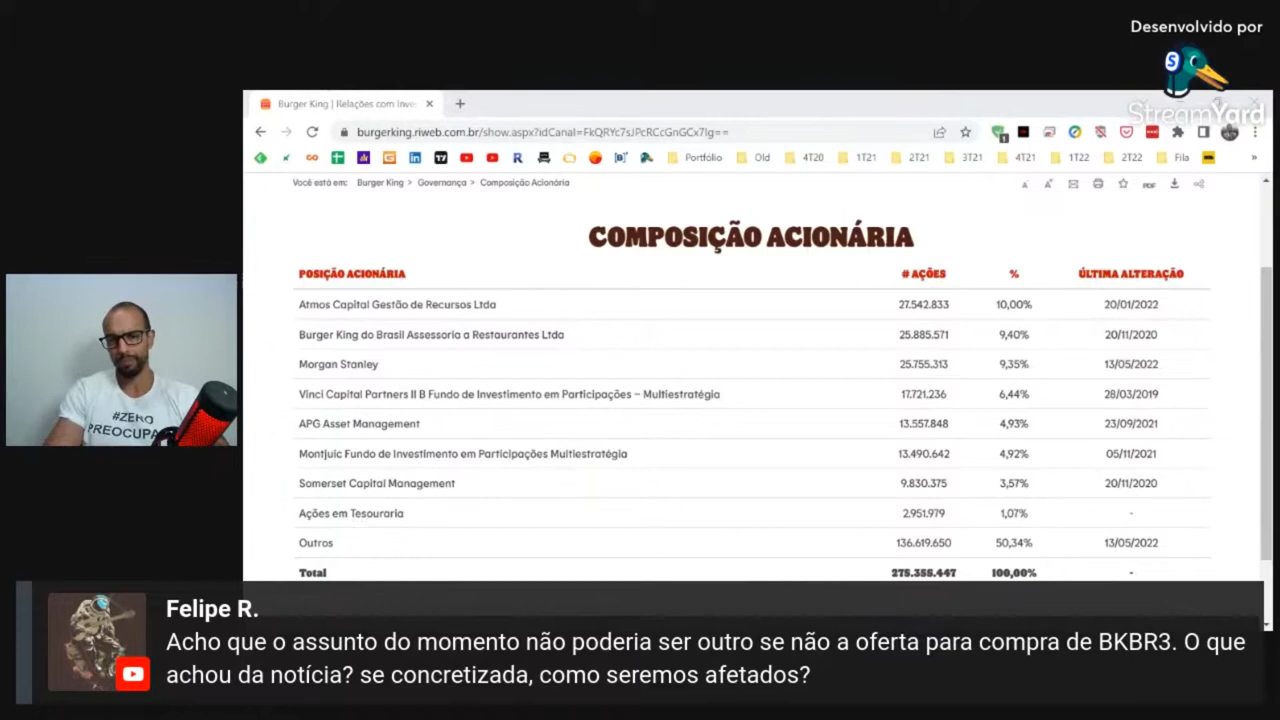 Desenvolvido por
StreamYard
Burger King | Relações com Inve
burgerking.riweb.com.br/show.aspx?idCanal=FkQRYc7sJPcRCcGnGCx7Ig==
Portfólio Old 4T20 1T21 2T21 3T21 4T21 1T22 2T22 Fila
Você está em: Burger King > Governança > Composição Acionária
COMPOSIÇÃO ACIONÁRIA
POSIÇÃO ACIONÁRIA # AÇÕES % ÚLTIMA ALTERAÇÃO
Atmos Capital Gestão de Recursos Ltda 27.542.833 10,00% 20/01/2022
Burger King do Brasil Assessoria a Restaurantes Ltda 25.885.571 9,40% 20/11/2020
Morgan Stanley 25.755.313 9,35% 13/05/2022
Vinci Capital Partners II B Fundo de Investimento em Participações – Multiestratégia 17.721.236 6,44% 28/03/2019
APG Asset Management 13.557.848 4,93% 23/09/2021
Montjuic Fundo de Investimento em Participações Multiestratégia 13.490.642 4,92% 05/11/2021
Somerset Capital Management 9.830.375 3,57% 20/11/2020
Ações em Tesouraria 2.951.979 1,07% -
Outros 136.619.650 50,34% 13/05/2022
Total 275.355.447 100,00% -
#ZERO
PREOCUPA
Felipe R.
Acho que o assunto do momento não poderia ser outro se não a oferta para compra de BKBR3. O que
achou da notícia? se concretizada, como seremos afetados?